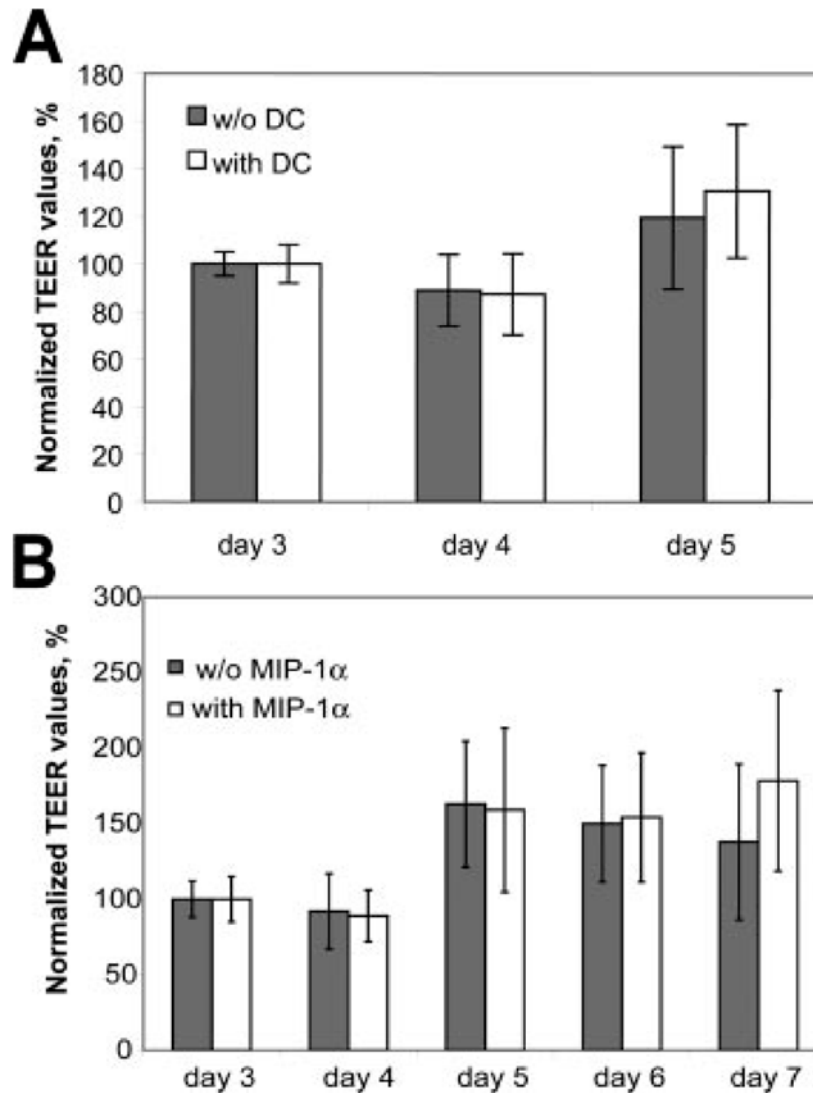 A
Normalized TEER values, %
180
160
140
120
100
80
60
40
20
0
w/o DC
with DC
day 3 day 4 day 5
B
Normalized TEER values, %
300
250
200
150
100
50
0
w/o MIP-1α
with MIP-1α
day 3 day 4 day 5 day 6 day 7